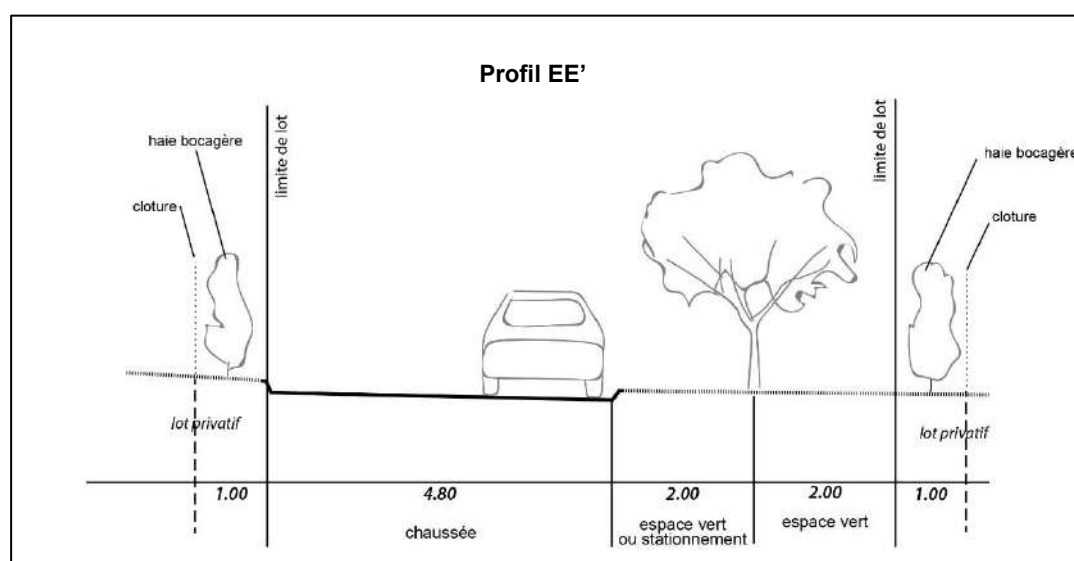 Profil EE'
haie bocagère
cloture
limite de lot
limite de lot
haie bocagère
cloture
lot privatif
lot privatif
1.00
4.80
2.00
2.00
1.00
chaussée
espace vert
ou stationnement
espace vert